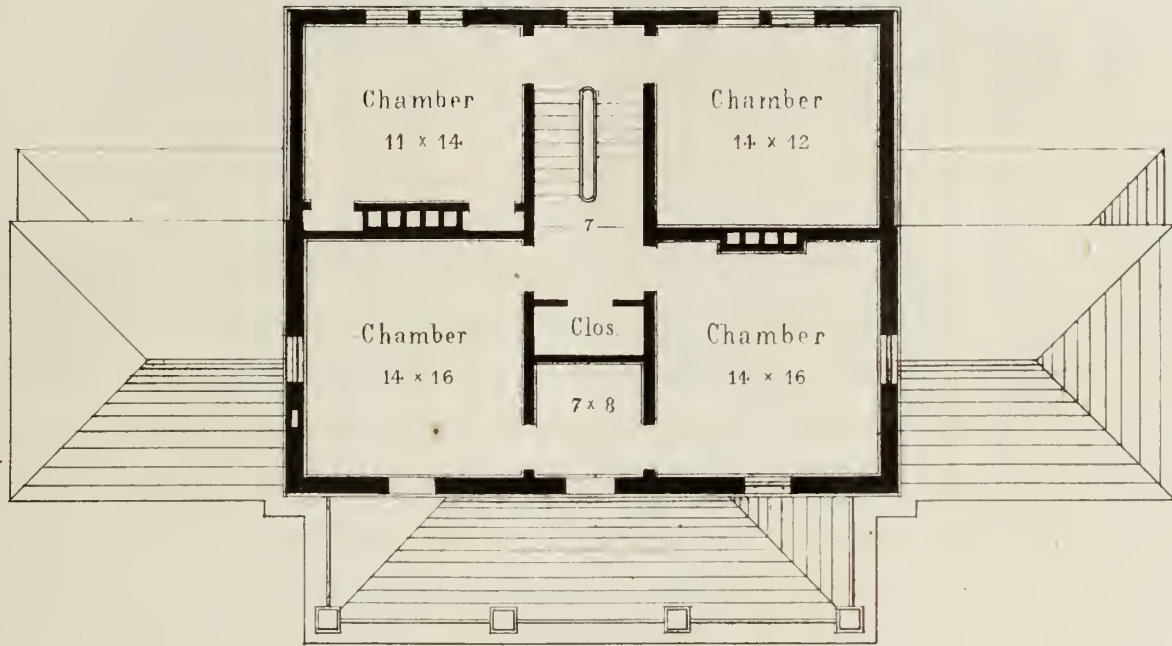 Chamber
11 x 14
Chamber
14 x 12
7
Chamber
14 x 16
Clos.
7 x 8
Chamber
14 x 16